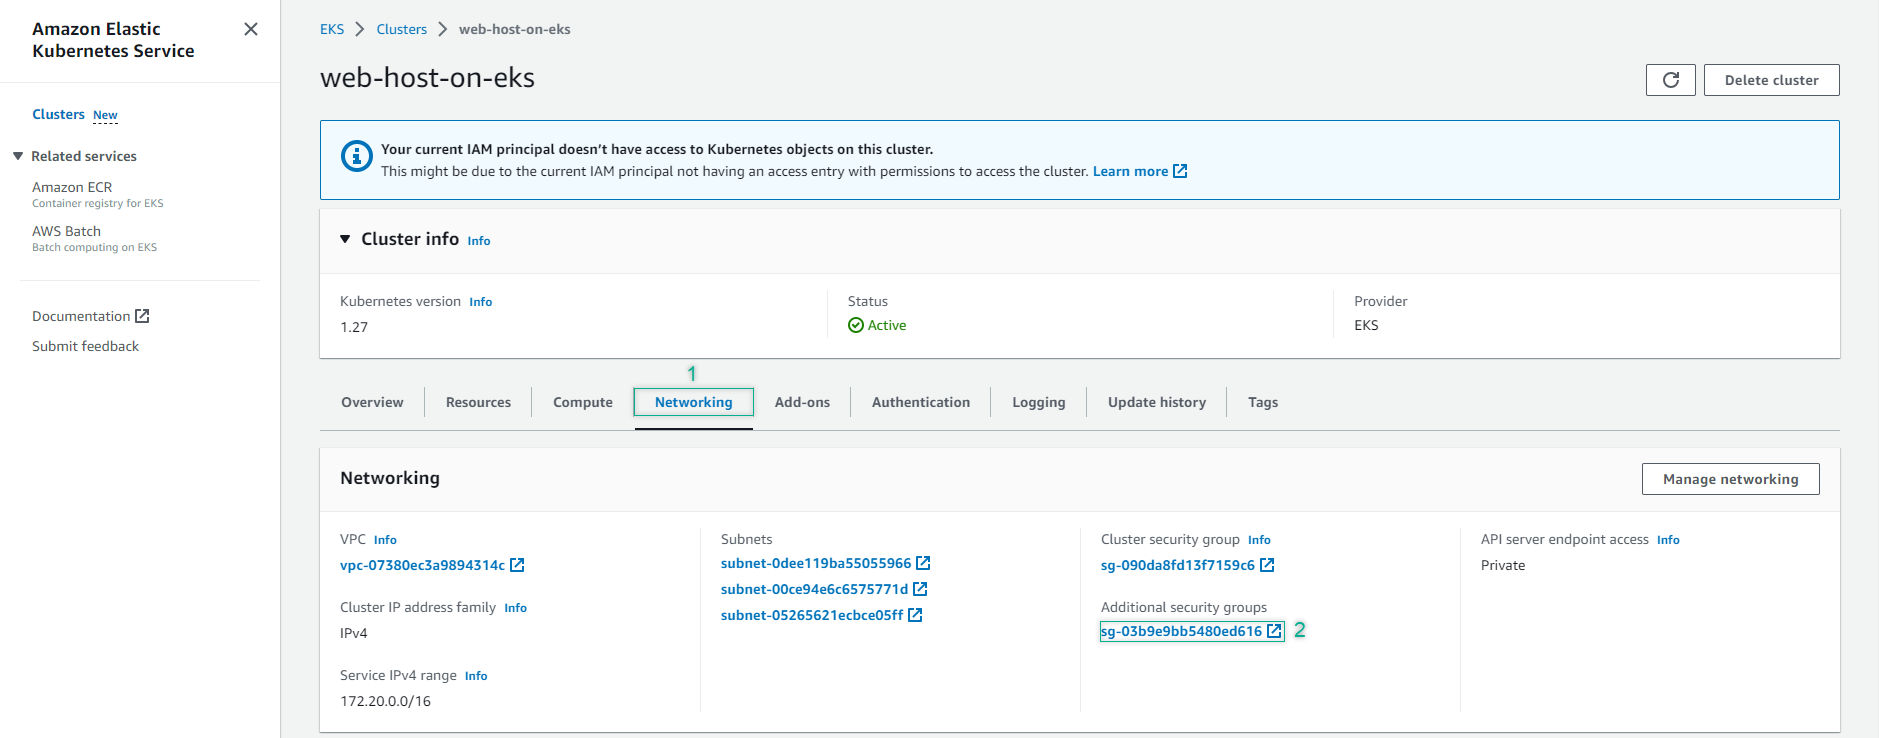 Amazon Elastic
Kubernetes Service
Clusters New
Related services
Amazon ECR
Container registry for EKS
AWS Batch
Batch computing on EKS
Documentation
Submit feedback
EKS Clusters web-host-on-eks
web-host-on-eks
Delete cluster
Your current IAM principal doesn’t have access to Kubernetes objects on this cluster.
This might be due to the current IAM principal not having an access entry with permissions to access the cluster. Learn more
Cluster info Info
Kubernetes version Info
1.27
Status
Active
Provider
EKS
1
Overview Resources Compute Networking Add-ons Authentication Logging Update history Tags
Networking
Manage networking
VPC Info
vpc-07380ec3a9894314c
Cluster IP address family Info
IPv4
Service IPv4 range Info
172.20.0.0/16
Subnets
subnet-0dee119ba55055966
subnet-00ce94e6c6575771d
subnet-05265621ecbce05ff
Cluster security group Info
sg-090da8fd13f7159c6
Additional security groups
sg-03b9e9bb5480ed616 2
API server endpoint access Info
Private